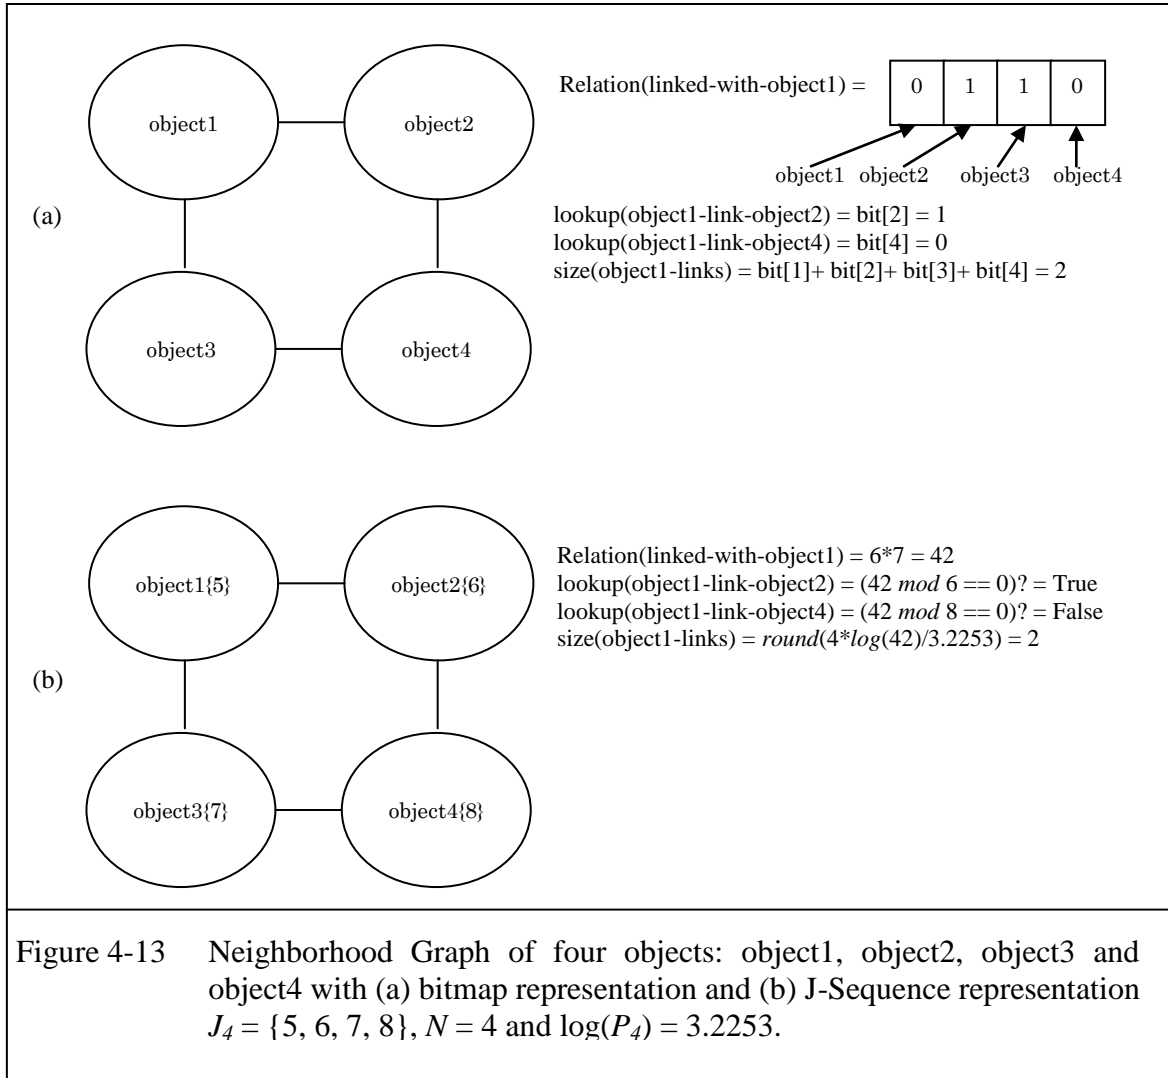 object1
object2
Relation(linked-with-object1) =
0 1 1 0
object1 object2 object3 object4
(a)
lookup(object1-link-object2) = bit[2] = 1
lookup(object1-link-object4) = bit[4] = 0
size(object1-links) = bit[1]+ bit[2]+ bit[3]+ bit[4] = 2
object3
object4
object1{5}
object2{6}
Relation(linked-with-object1) = 6*7 = 42
lookup(object1-link-object2) = (42 mod 6 == 0)? = True
lookup(object1-link-object4) = (42 mod 8 == 0)? = False
size(object1-links) = round(4*log(42)/3.2253) = 2
(b)
object3{7}
object4{8}
Figure 4-13 Neighborhood Graph of four objects: object1, object2, object3 and
object4 with (a) bitmap representation and (b) J-Sequence representation
J4 = {5, 6, 7, 8}, N = 4 and log(P4) = 3.2253.